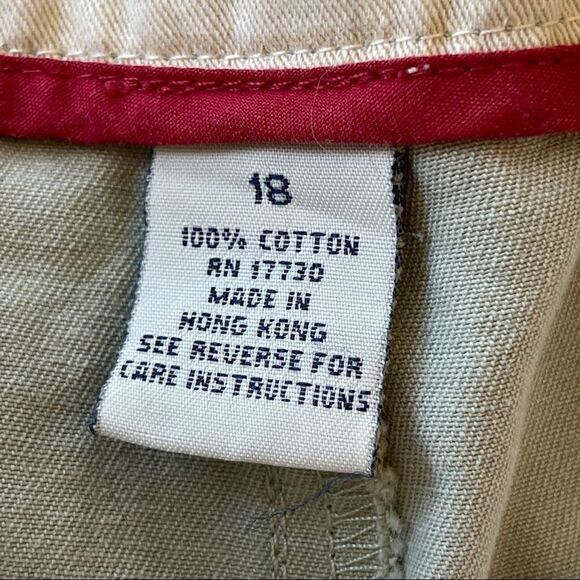 18
100% COTTON
RN 17730
MADE IN
HONG KONG
SEE REVERSE FOR
CARE INSTRUCTIONS